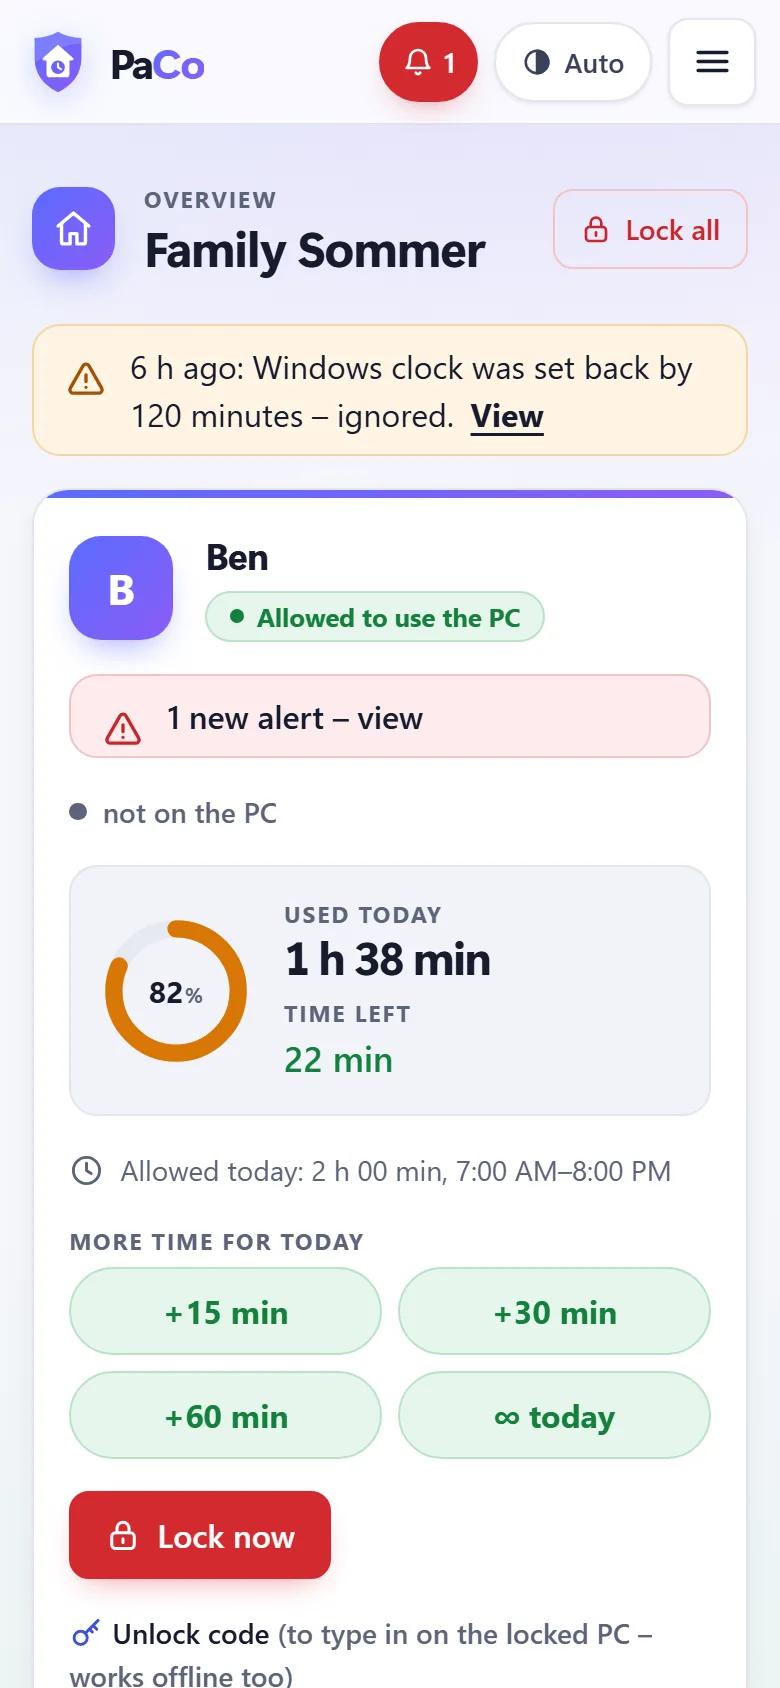 PaCo
1
Auto
OVERVIEW
Family Sommer
Lock all
6 h ago: Windows clock was set back by
120 minutes – ignored. View
B
Ben
Allowed to use the PC
1 new alert – view
not on the PC
82%
USED TODAY
1 h 38 min
TIME LEFT
22 min
Allowed today: 2 h 00 min, 7:00 AM–8:00 PM
MORE TIME FOR TODAY
+15 min
+30 min
+60 min
∞ today
Lock now
Unlock code (to type in on the locked PC –
works offline too)